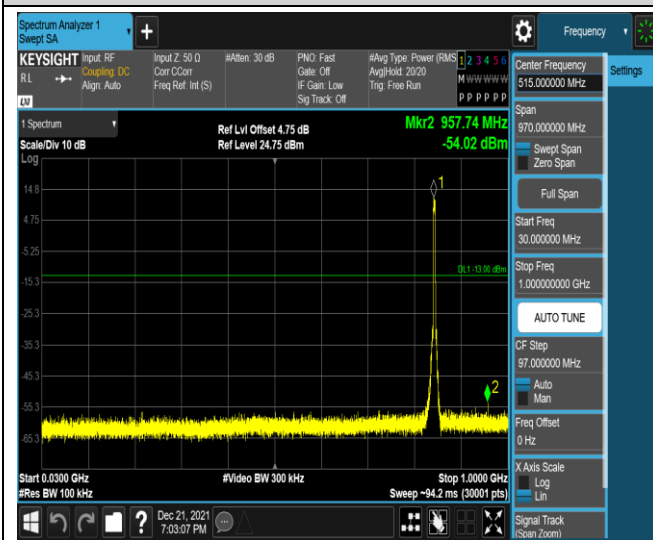 Spectrum Analyzer 1
Swept SA
+
Frequency
KEYSIGHT
RL
LXI
Input: RF
Coupling: DC
Align: Auto
Input Z: 50 Ω
Corr CCorr
Freq Ref: Int (S)
#Atten: 30 dB
PNO: Fast
Gate: Off
IF Gain: Low
Sig Track: Off
#Avg Type: Power (RMS
Avg|Hold: 20/20
Trig: Free Run
1 2 3 4 5 6
M W W W W W
P P P P P P
Center Frequency
515.000000 MHz
Settings
Span
970.000000 MHz
Swept Span
Zero Span
Full Span
Start Freq
30.000000 MHz
Stop Freq
1.000000000 GHz
AUTO TUNE
CF Step
97.000000 MHz
Auto
Man
Freq Offset
0 Hz
X Axis Scale
Log
Lin
Signal Track
(Span Zoom)
1 Spectrum
Scale/Div 10 dB
Log
Ref Lvl Offset 4.75 dB
Ref Level 24.75 dBm
Mkr2 957.74 MHz
-54.02 dBm
1
14.8
4.75
-5.25
DL1 -13.00 dBm
-15.3
-25.3
-35.3
-45.3
2
-55.3
-65.3
Start 0.0300 GHz
#Res BW 100 kHz
#Video BW 300 kHz
Stop 1.0000 GHz
Sweep ~94.2 ms (30001 pts)
?
Dec 21, 2021
7:03:07 PM